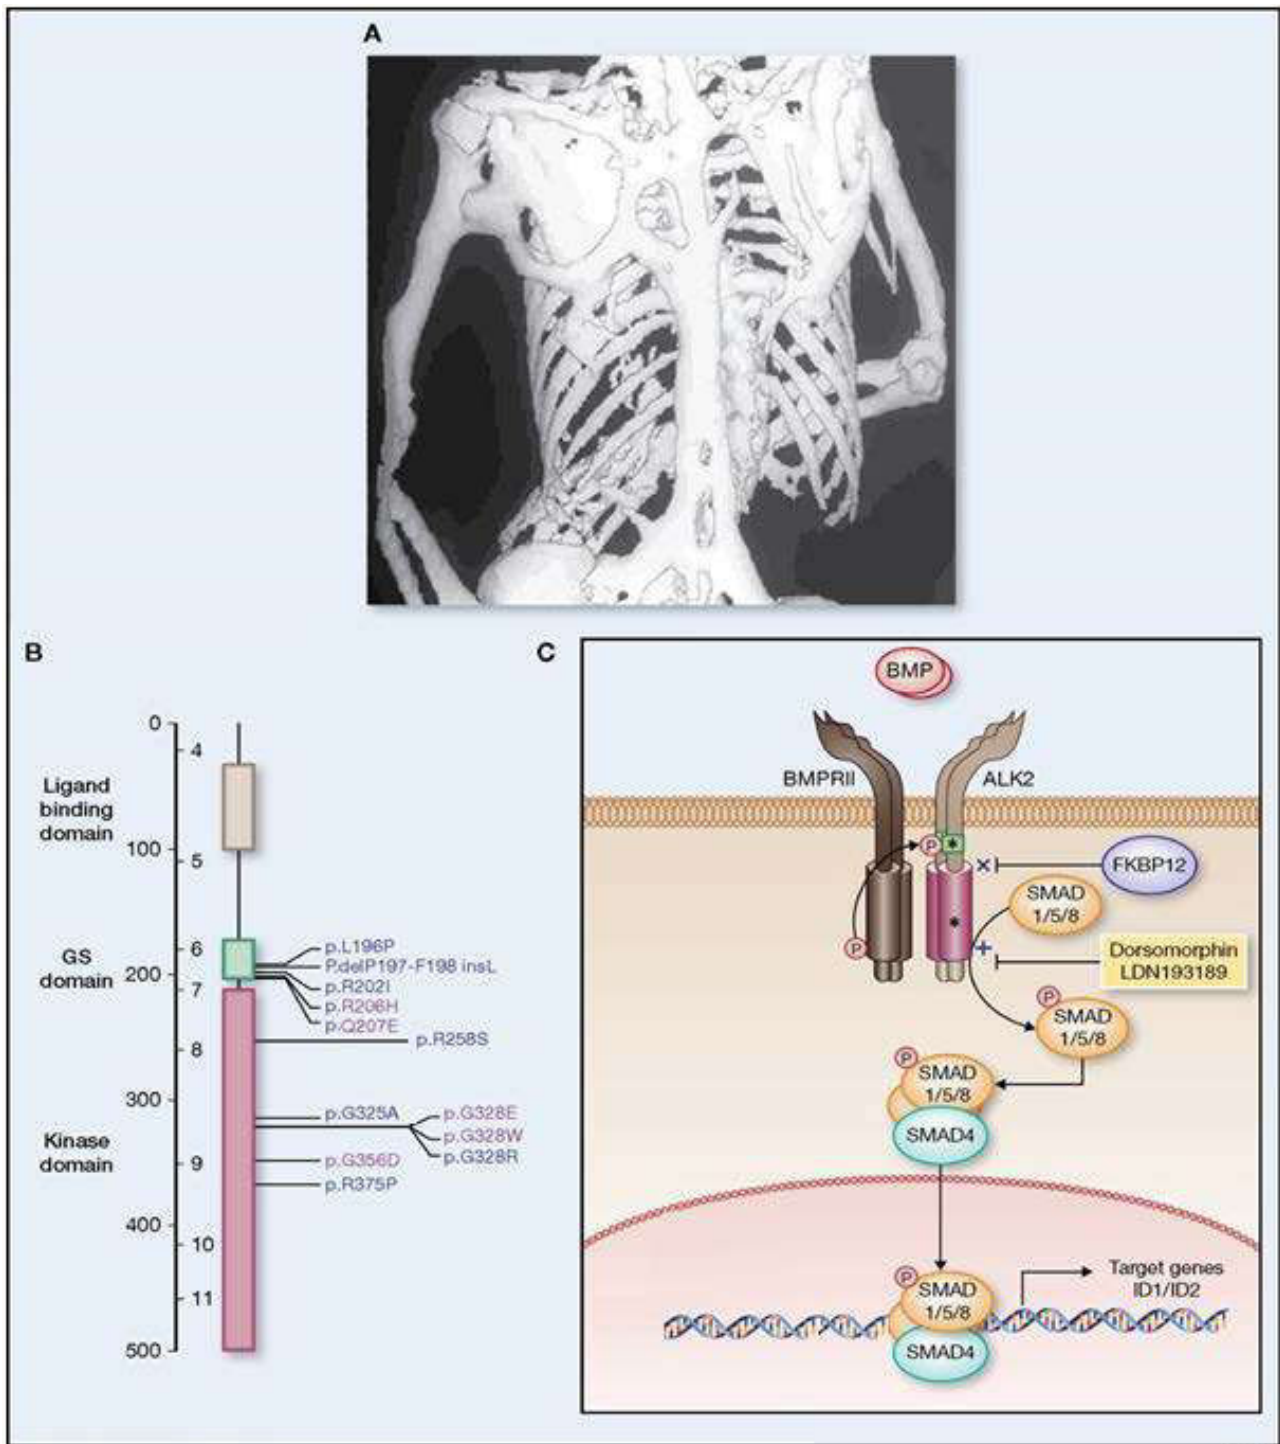 A
B
0
4
Ligand
binding
domain
100
5
GS
domain
6
200
7
p.L196P
P.delP197-F198 insL
p.R202I
p.R206H
p.Q207E
p.R258S
8
300
p.G325A
p.G328E
p.G328W
p.G328R
Kinase
domain
9
p.G356D
p.R375P
400
10
11
500
C
BMP
BMPRII
ALK2
P
*
×
FKBP12
SMAD
1/5/8
*
P
+
Dorsomorphin
LDN193189
P
SMAD
1/5/8
P
SMAD
1/5/8
SMAD4
P
SMAD
1/5/8
SMAD4
Target genes
ID1/ID2